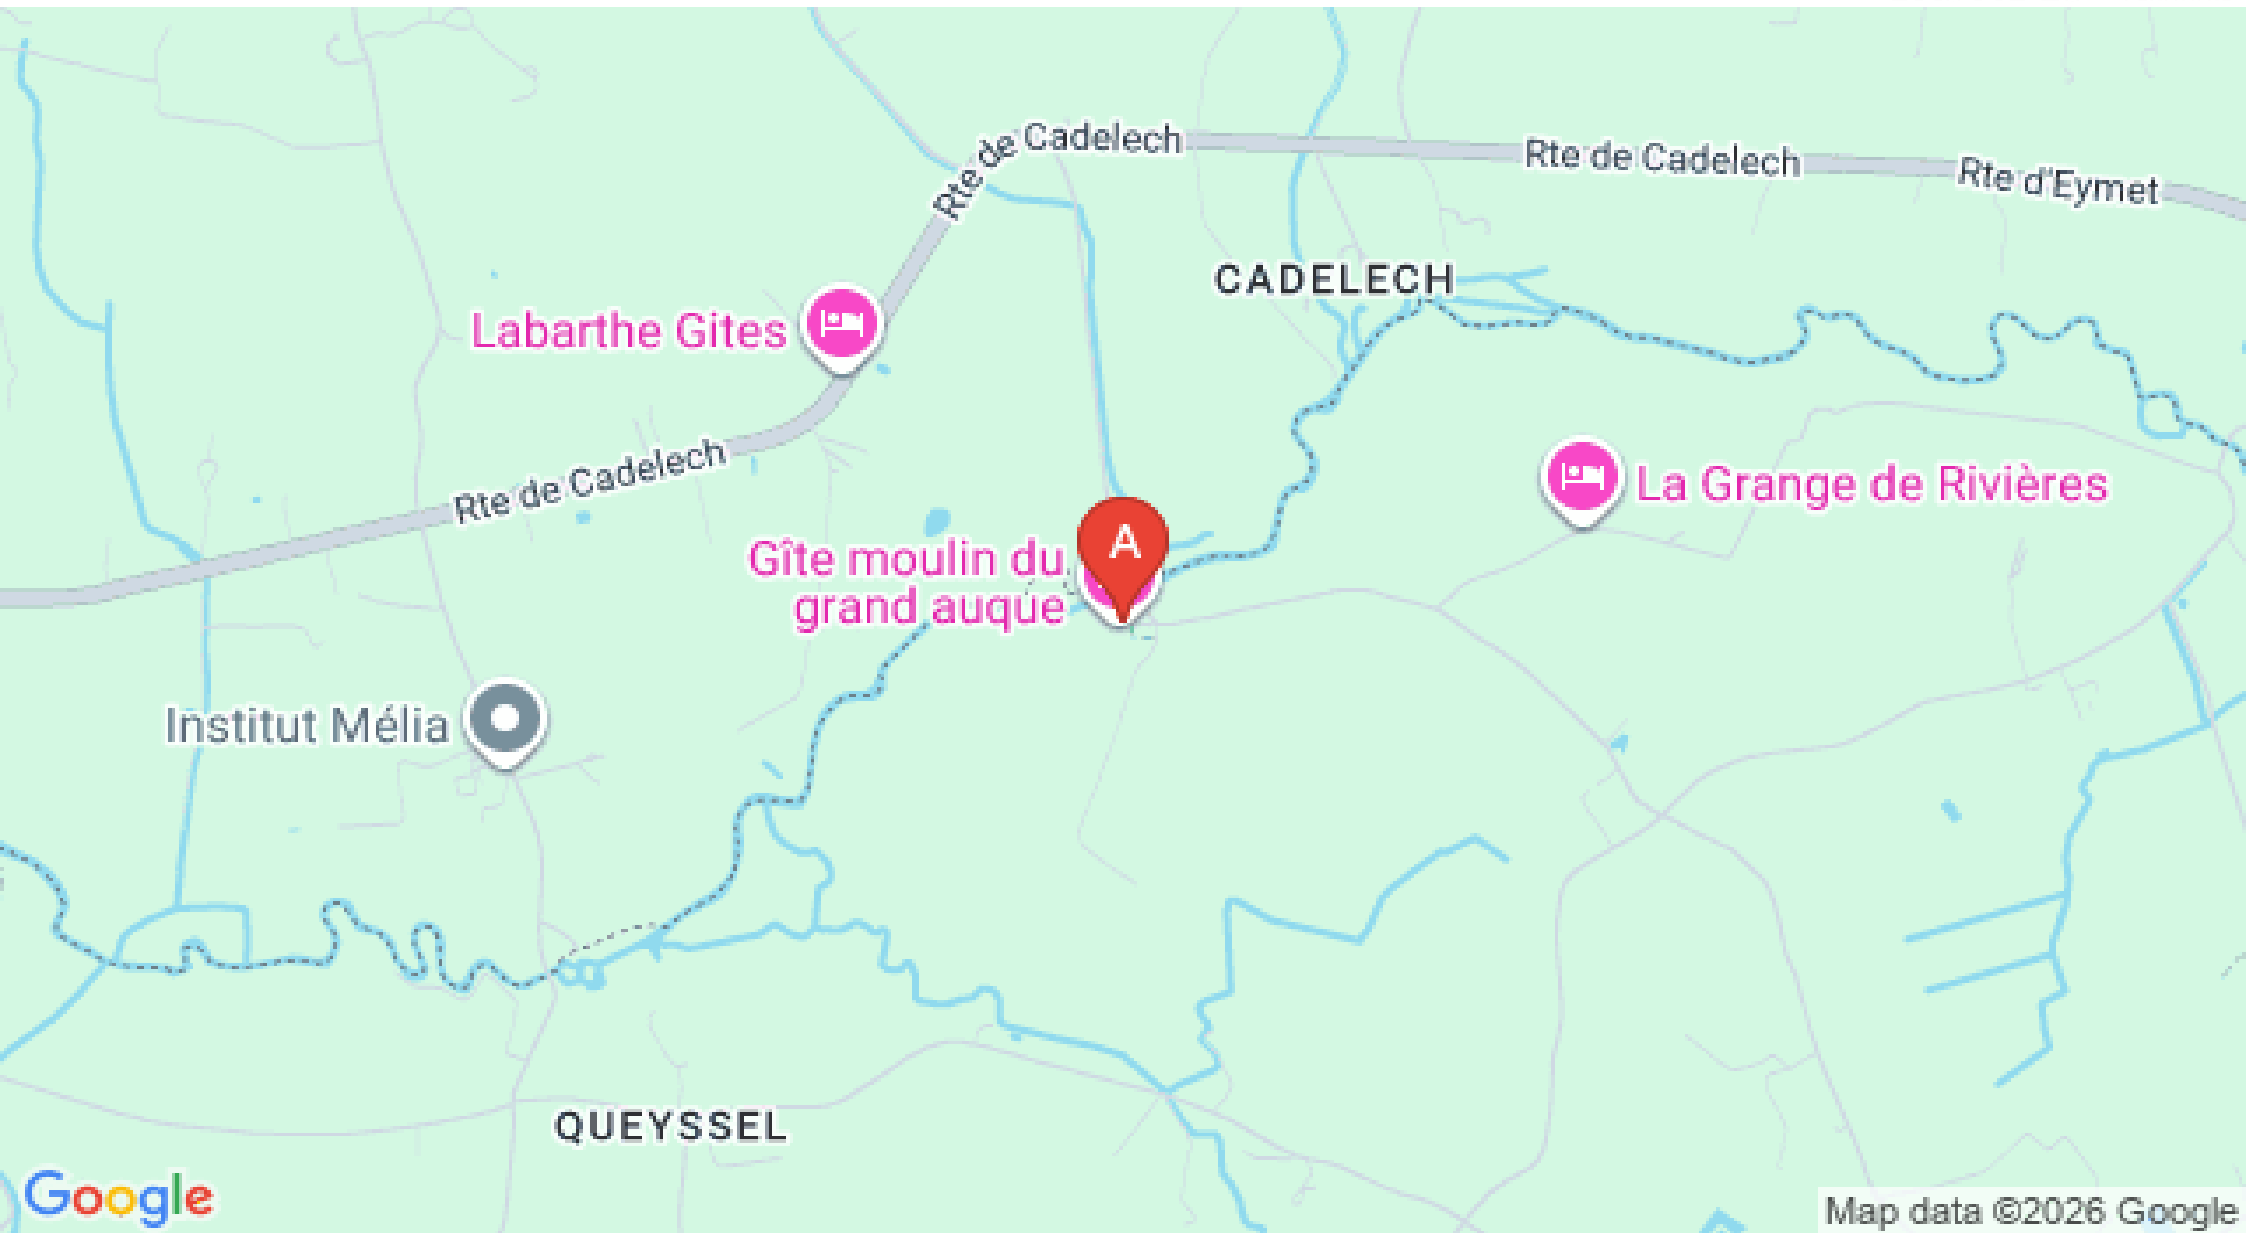 Rte de Cadelech
Rte de Cadelech
Rte d'Eymet
CADELECH
Labarthe Gites
Rte de Cadelech
La Grange de Rivières
A
Gîte moulin du
grand auque
Institut Mélia
QUEYSSEL
Google
Map data ©2026 Google